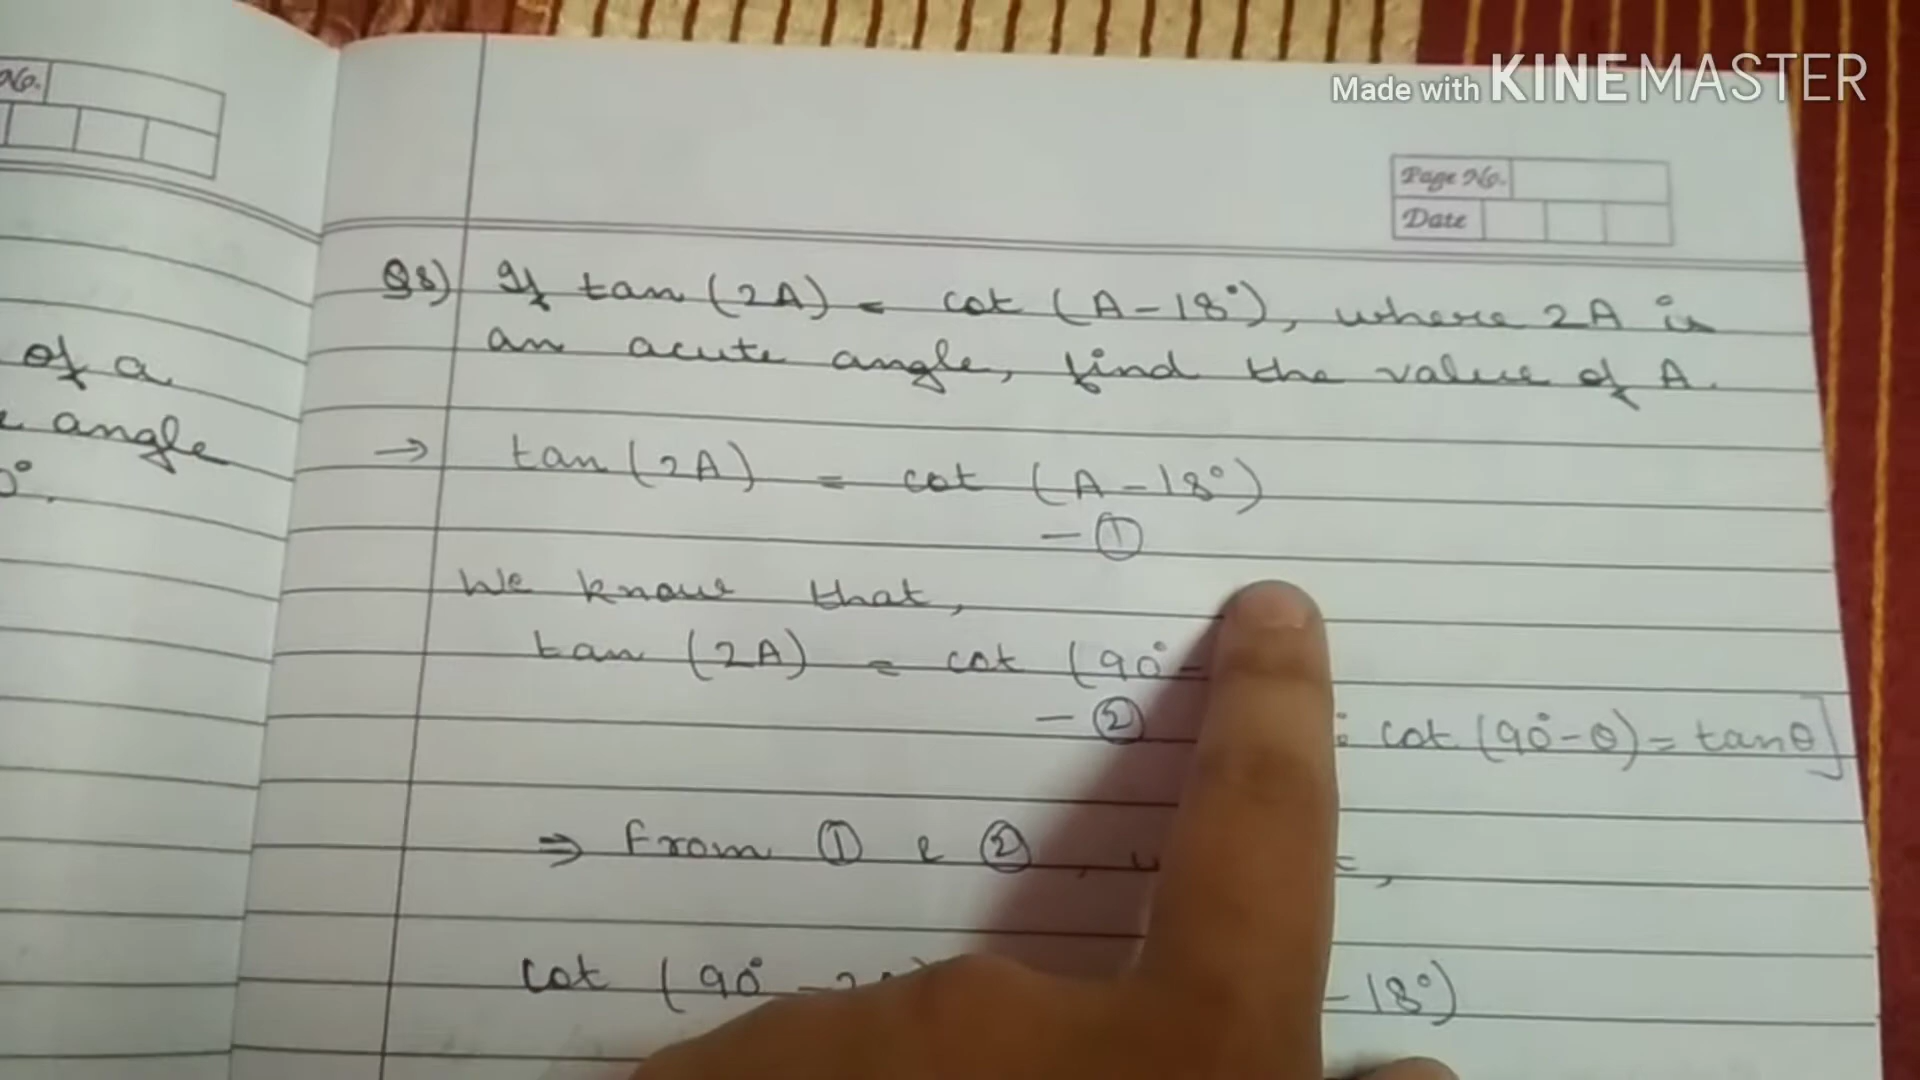 Made with KINEMASTER
No.
Page No.
Date
Q8) If tan (2A) = cot (A-18°), where 2A is
an acute angle, find the value of A.
of a
angle
0°.
→ tan (2A) = cot (A-18°)
- ①
We know that,
tan (2A) = cot (90°-
- ②
: cot (90°-θ) = tanθ]
⇒ From ① & ②,
cot (90° - 2A)
- 18°)